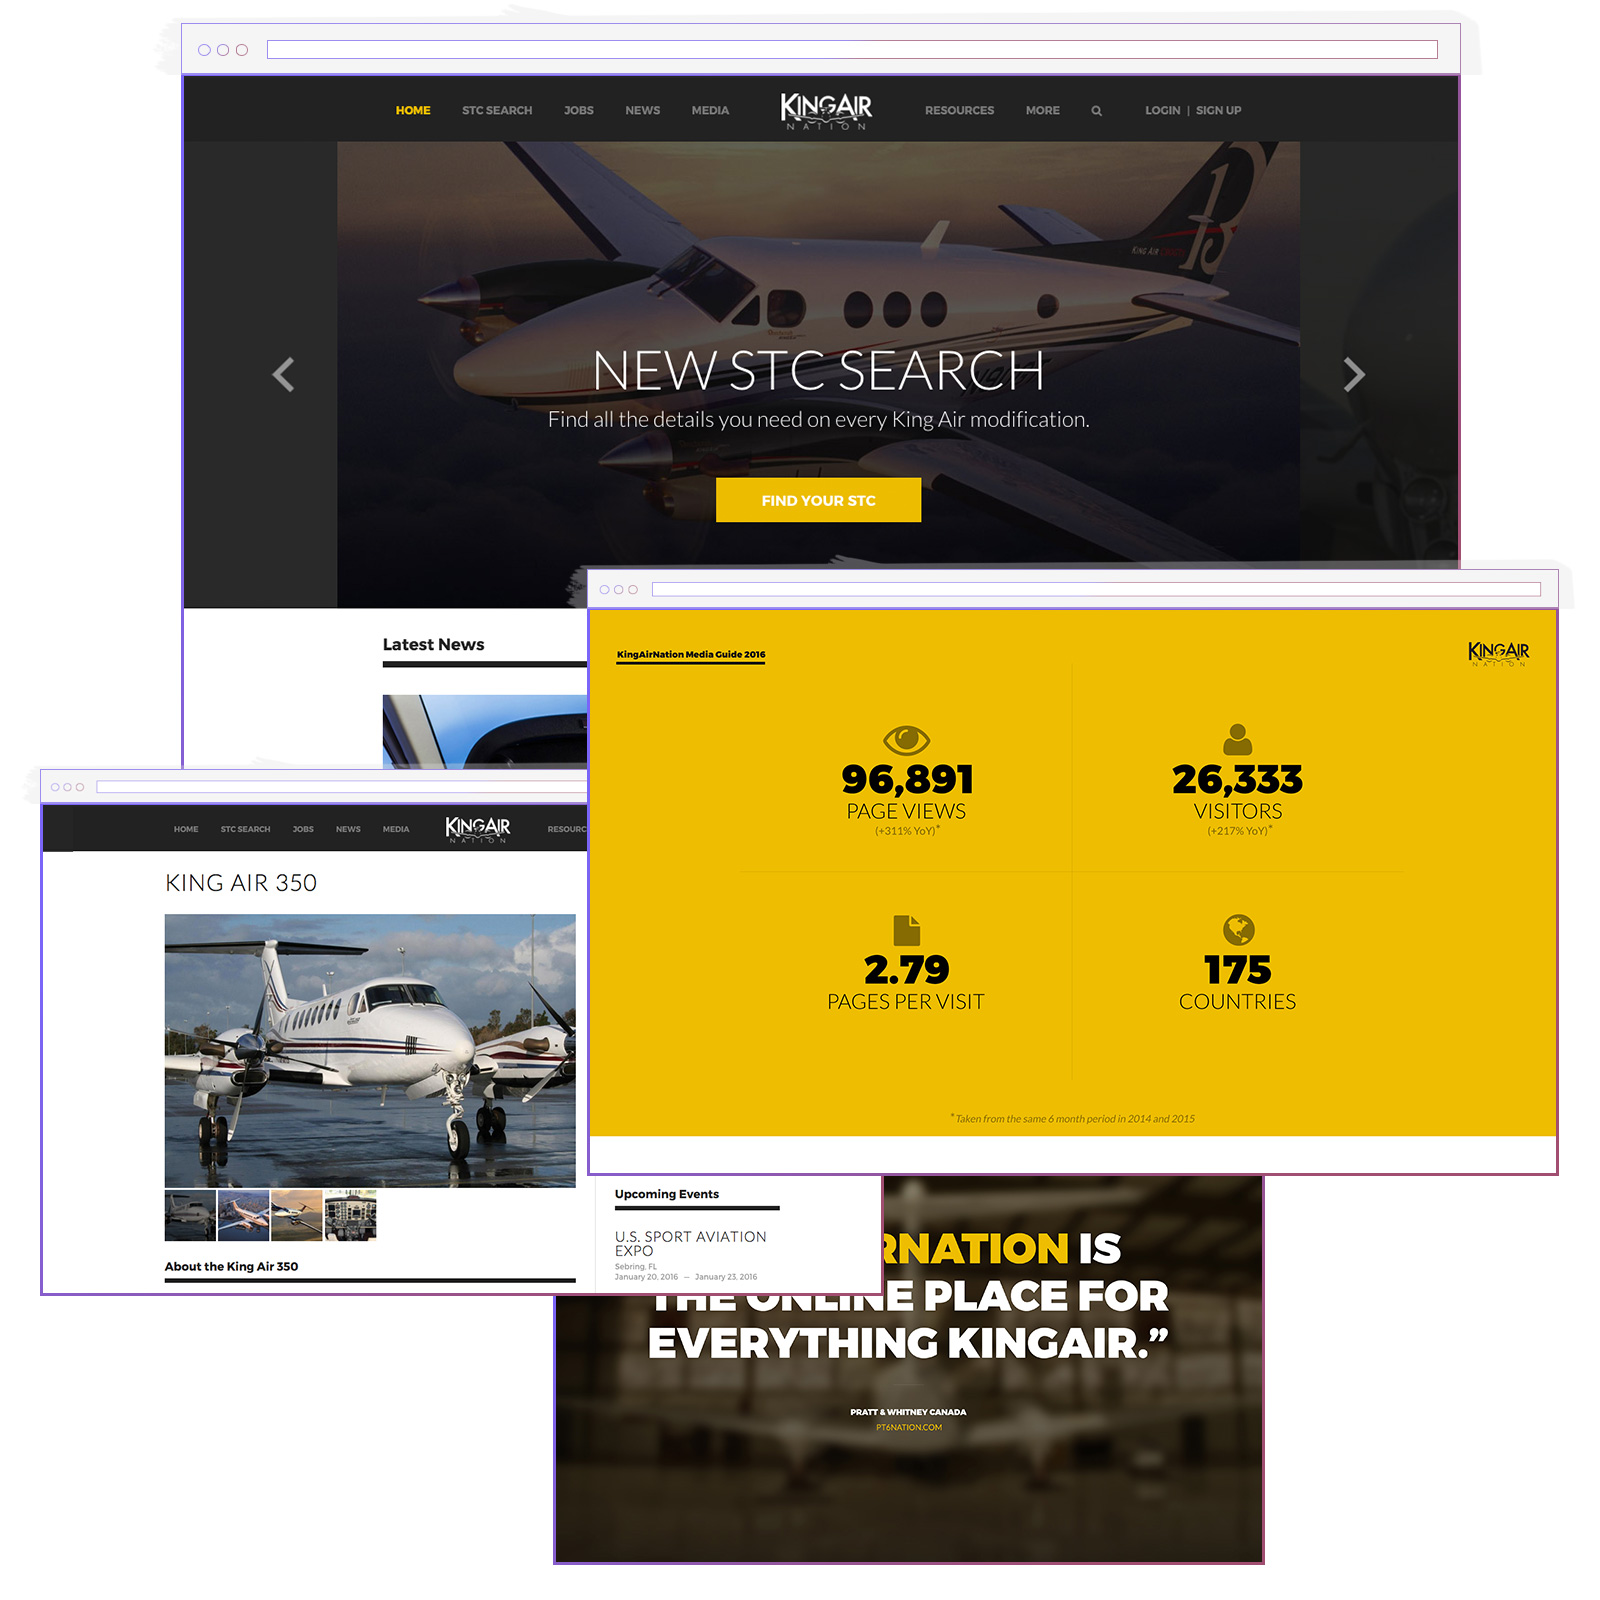 HOME STC SEARCH JOBS NEWS MEDIA KINGAIR NATION RESOURCES MORE LOGIN | SIGN UP
KING AIR
NEW STC SEARCH
Find all the details you need on every King Air modification.
FIND YOUR STC
Latest News
KingAirNation Media Guide 2016
KINGAIR
NATION
96,891
PAGE VIEWS
(+311% YoY)*
26,333
VISITORS
(+217% YoY)*
2.79
PAGES PER VISIT
175
COUNTRIES
*Taken from the same 6 month period in 2014 and 2015
HOME STC SEARCH JOBS NEWS MEDIA KINGAIR NATION RESOURC
KING AIR 350
About the King Air 350
Upcoming Events
U.S. SPORT AVIATION
EXPO
Sebring, FL
January 20, 2016 — January 23, 2016
RNATION IS
THE ONLINE PLACE FOR
EVERYTHING KINGAIR.”
PRATT & WHITNEY CANADA
PT6NATION.COM